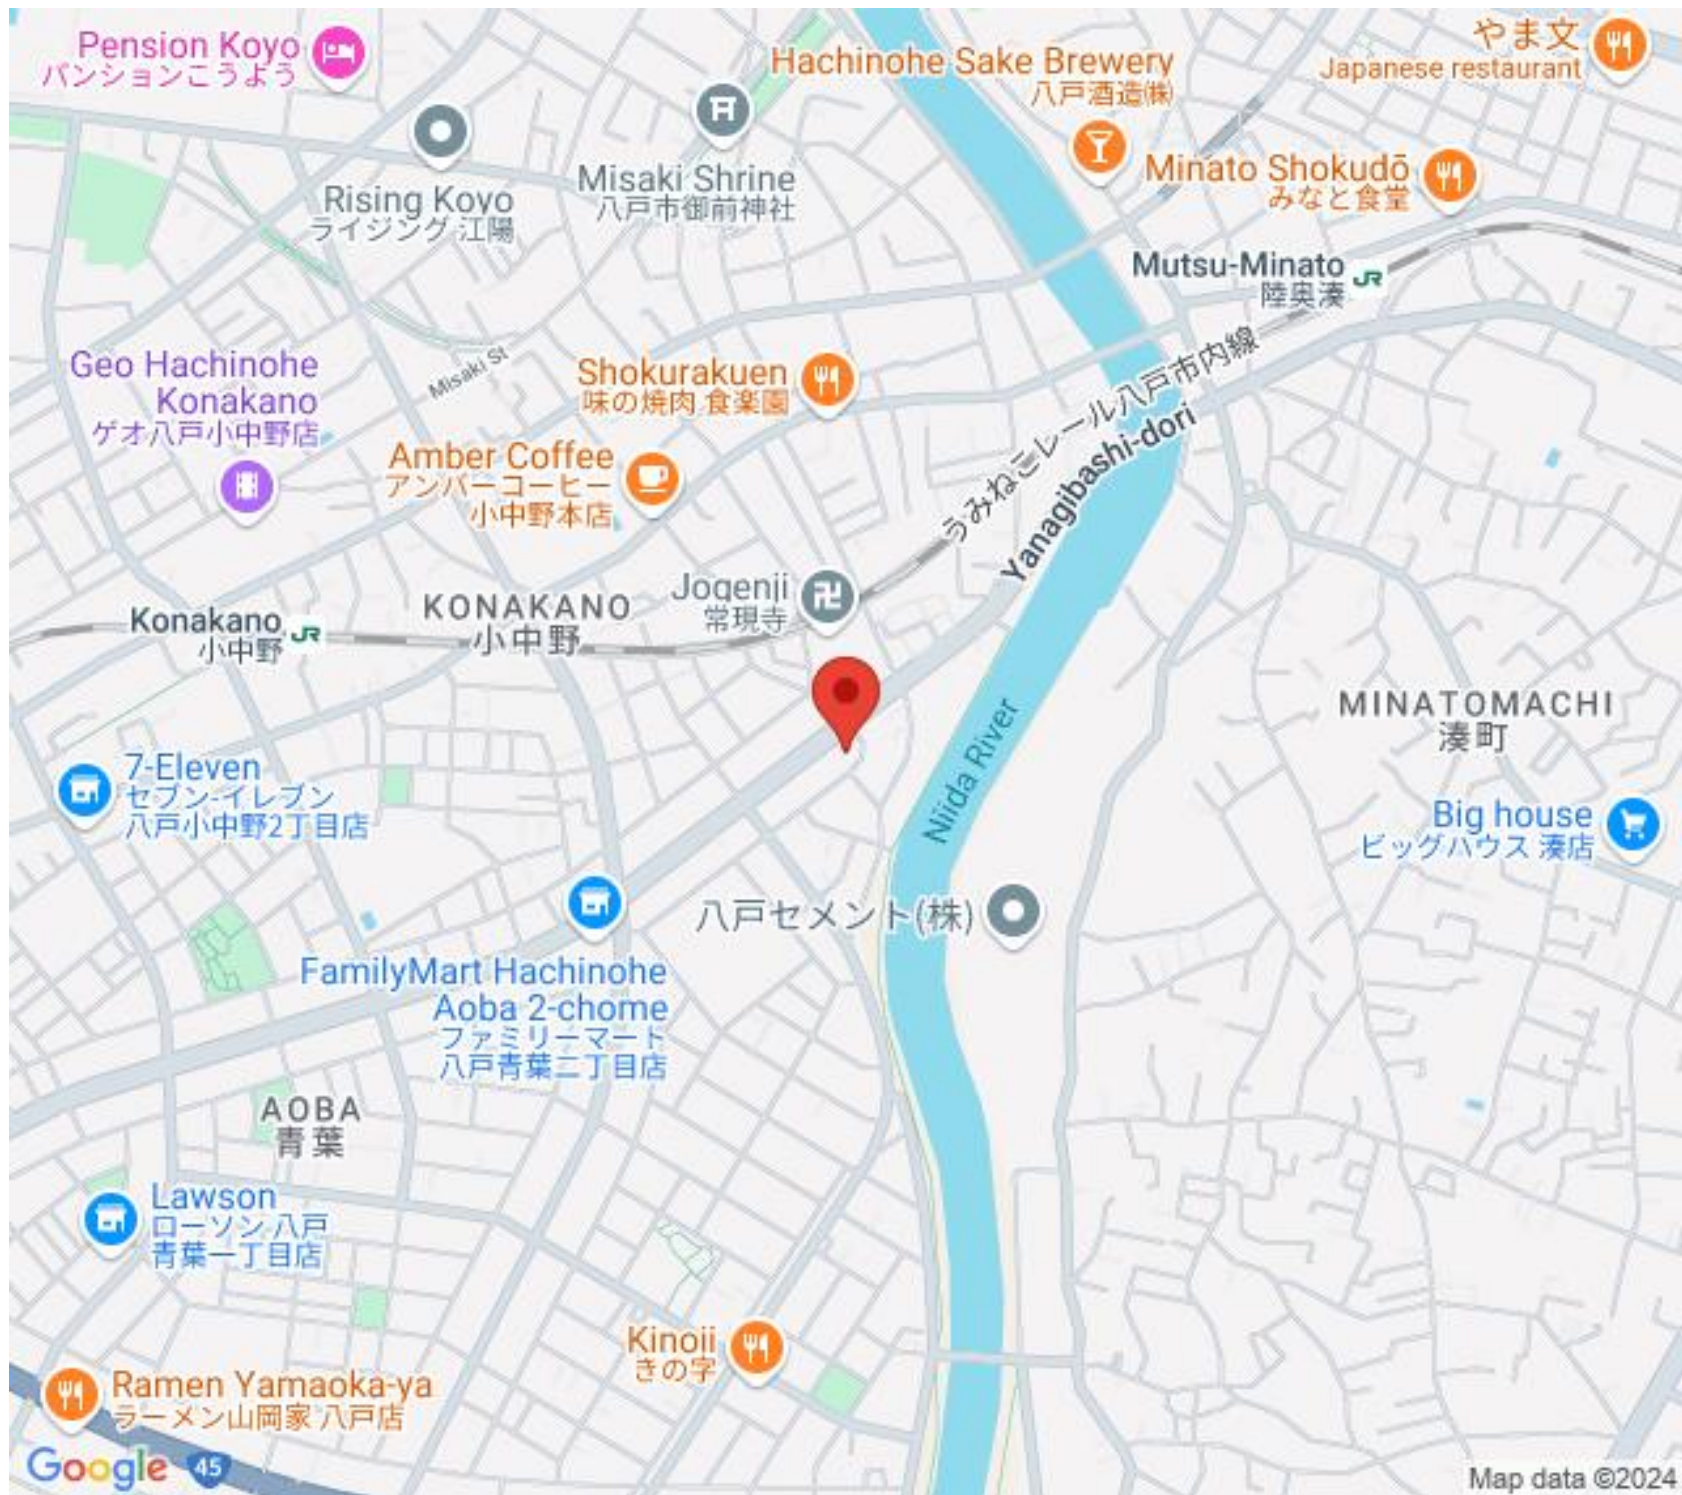 Pension Koyo
パンションこうよう
Hachinohe Sake Brewery
八戸酒造㈱
やま文
Japanese restaurant
Rising Koyo
ライジング 江陽
Misaki Shrine
八戸市御前神社
Minato Shokudō
みなと食堂
Mutsu-Minato
陸奥湊
JR
Geo Hachinohe
Konakano
ゲオ八戸小中野店
Misaki St
Shokurakuen
味の焼肉 食楽園
うみねこレール八戸市内線
Yanagibashi-dori
Amber Coffee
アンバーコーヒー
小中野本店
Jogenji
常現寺
Konakano
小中野
JR
KONAKANO
小中野
MINATOMACHI
湊町
Niida River
7-Eleven
セブン-イレブン
八戸小中野2丁目店
Big house
ビッグハウス 湊店
八戸セメント(株)
FamilyMart Hachinohe
Aoba 2-chome
ファミリーマート
八戸青葉二丁目店
AOBA
青葉
Lawson
ローソン 八戸
青葉一丁目店
Kinoji
きの字
Ramen Yamaoka-ya
ラーメン山岡家 八戸店
Google
45
Map data ©2024